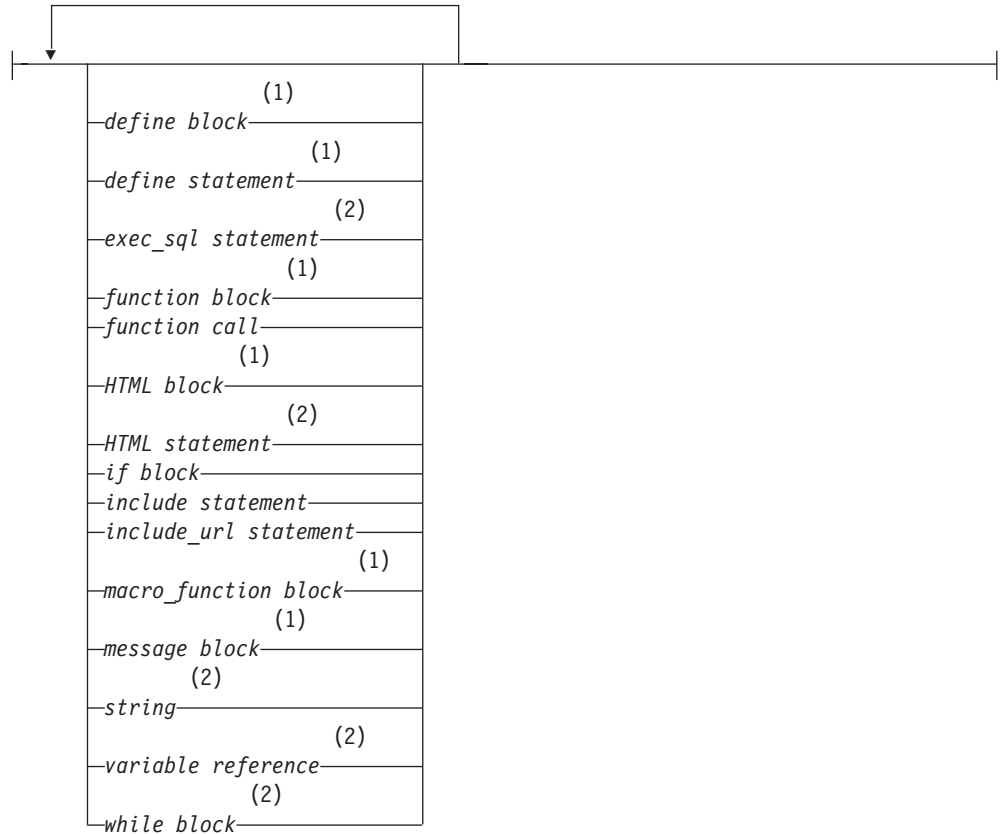 (1)
define block
(1)
define statement
(2)
exec_sql statement
(1)
function block
function call
(1)
HTML block
(2)
HTML statement
if block
include statement
include_url statement
(1)
macro_function block
(1)
message block
(2)
string
(2)
variable reference
(2)
while block